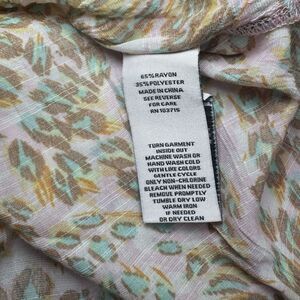 65% RAYON
35% POLYESTER
MADE IN CHINA
SEE REVERSE
FOR CARE
RN 103715
TURN GARMENT
INSIDE OUT
MACHINE WASH OR
HAND WASH COLD
WITH LIKE COLORS
GENTLE CYCLE
ONLY NON-CHLORINE
BLEACH WHEN NEEDED
REMOVE PROMPTLY
TUMBLE DRY LOW
WARM IRON
IF NEEDED
OR DRY CLEAN